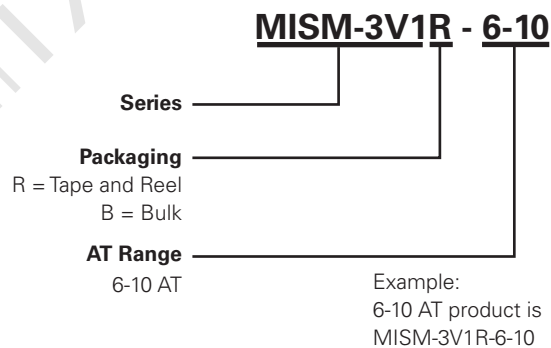 MISM-3V1R - 6-10
Series
Packaging
R = Tape and Reel
B = Bulk
AT Range
6-10 AT
Example:
6-10 AT product is
MISM-3V1R-6-10